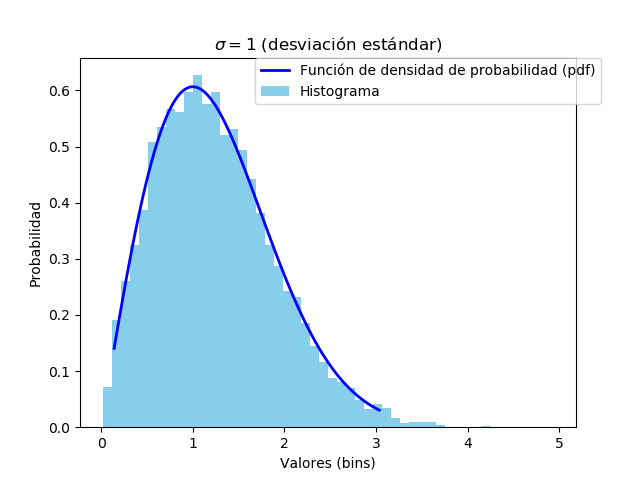 σ = 1 (desviación estándar)
Función de densidad de probabilidad (pdf)
Histograma
Probabilidad
0.6
0.5
0.4
0.3
0.2
0.1
0.0
0 1 2 3 4 5
Valores (bins)